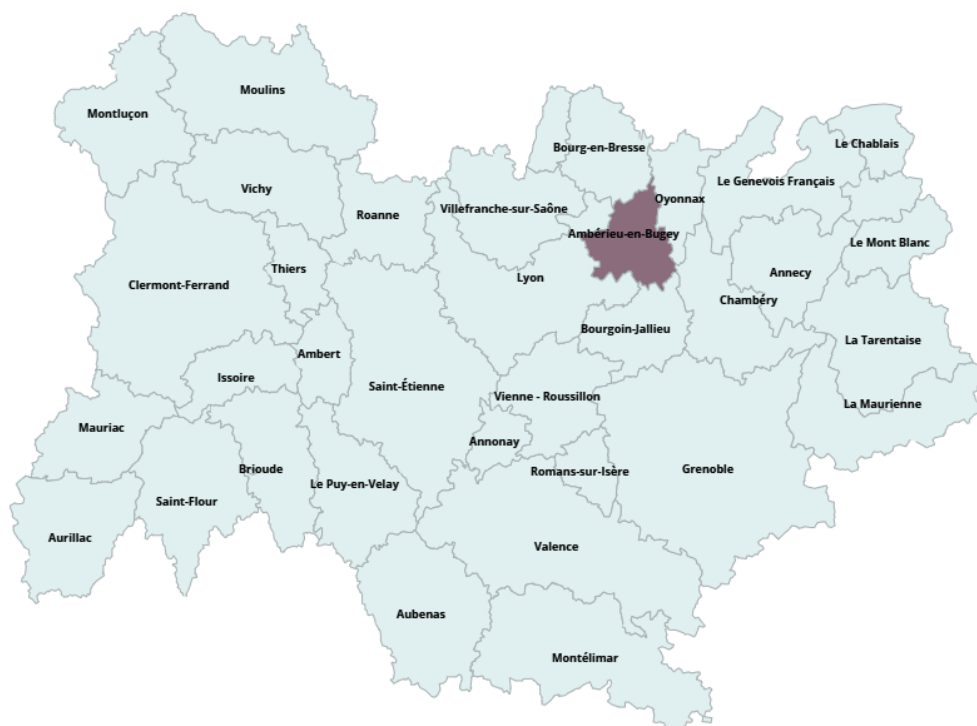 Moulins
Montluçon
Le Chablais
Bourg-en-Bresse
Le Genevois Français
Vichy
Oyonnax
Villefranche-sur-Saône
Roanne
Ambérieu-en-Bugey
Le Mont Blanc
Thiers
Annecy
Lyon
Clermont-Ferrand
Chambéry
Bourgoin-Jallieu
La Tarentaise
Ambert
Issoire
Saint-Étienne
Vienne - Roussillon
La Maurienne
Mauriac
Annonay
Brioude
Grenoble
Romans-sur-Isère
Le Puy-en-Velay
Saint-Flour
Aurillac
Valence
Aubenas
Montélimar